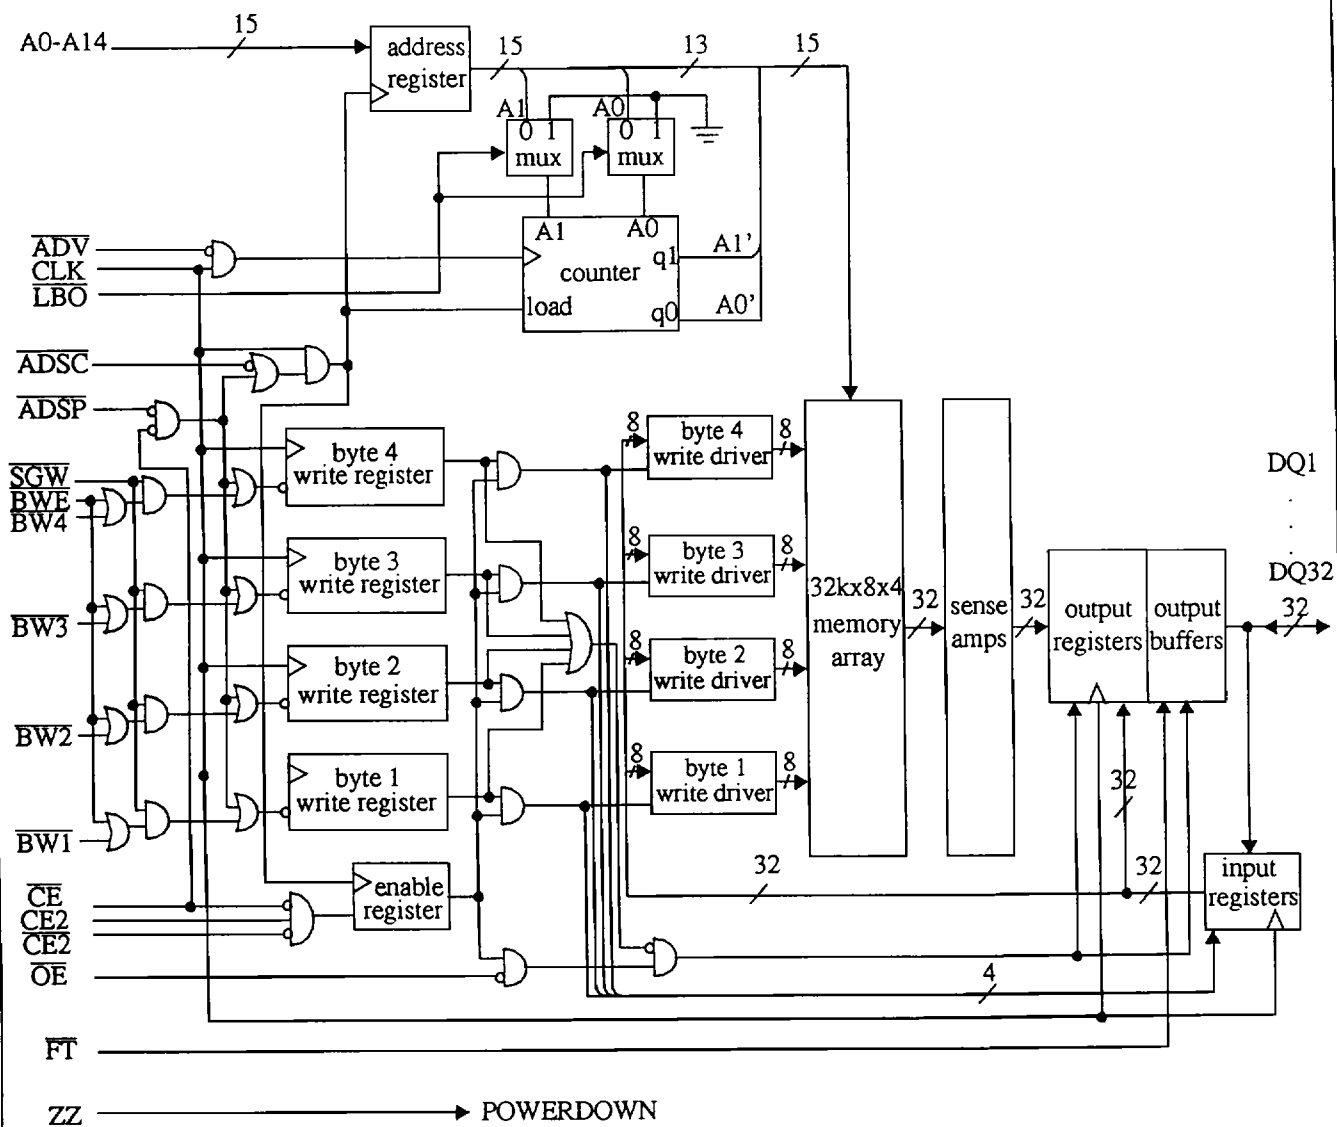 A0-A14
15
address
register
15
13
15
A1
0 1
mux
A0
0 1
mux
A1
A0
counter
load
q1
q0
A1'
A0'
ADV
CLK
LBO
ADSC
ADSP
SGW
BWE
BW4
BW3
BW2
BW1
CE
CE2
CE2
OE
FT
ZZ
POWERDOWN
byte 4
write register
byte 3
write register
byte 2
write register
byte 1
write register
enable
register
8
byte 4
write driver
8
8
byte 3
write driver
8
8
byte 2
write driver
8
8
byte 1
write driver
8
32kx8x4
memory
array
32
sense
amps
32
output
registers
output
buffers
DQ1
.
.
.
DQ32
32
32
32
32
input
registers
4